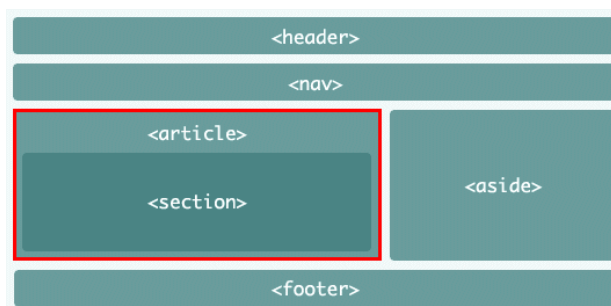 <header>
<nav>
<article>
<section>
<aside>
<footer>